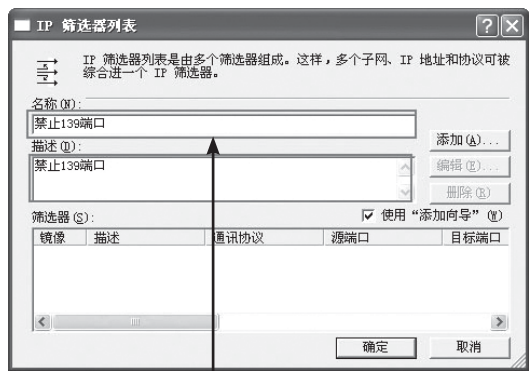 IP 筛选器列表
IP 筛选器列表是由多个筛选器组成。这样，多个子网、IP 地址和协议可被
综合进一个 IP 筛选器。
名称(N):
禁止139端口
添加(A)...
描述(D):
禁止139端口
编辑(E)...
删除(R)
筛选器(S):
使用“添加向导”(W)
镜像 描述 通讯协议 源端口 目标端口
确定 取消